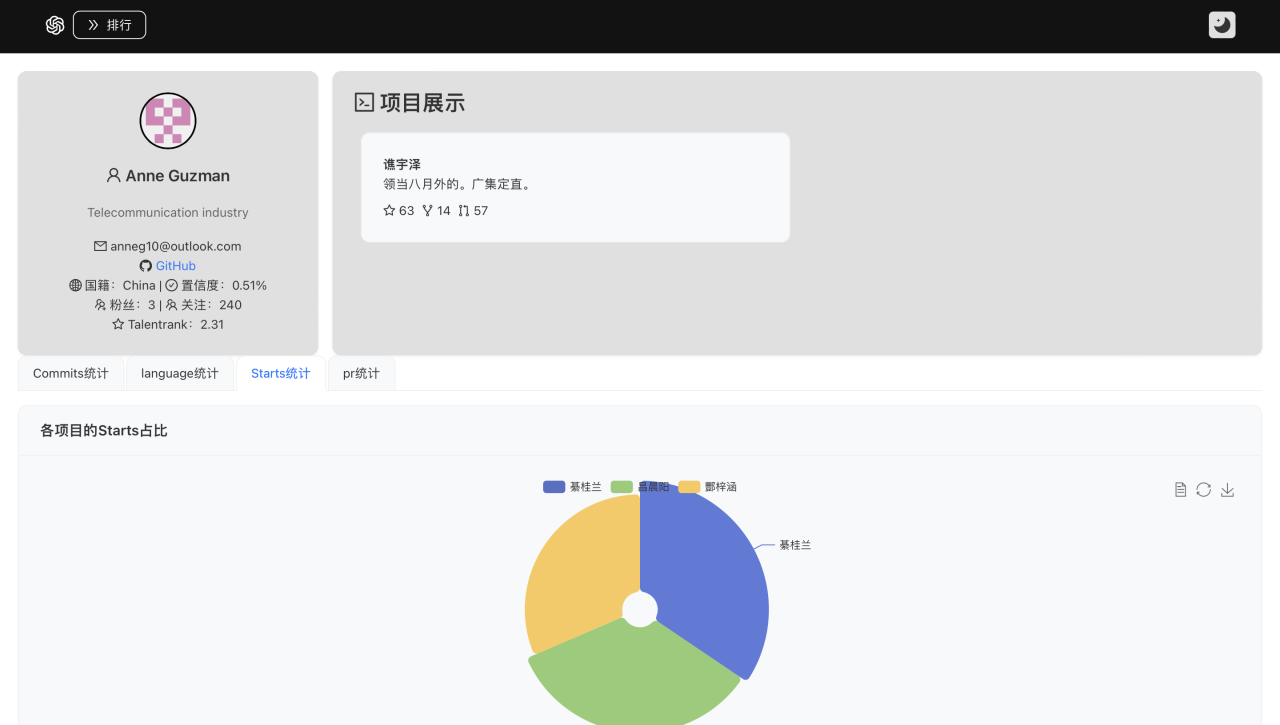 排行
Anne Guzman
Telecommunication industry
anneg10@outlook.com
GitHub
国籍：China | 置信度：0.51%
粉丝：3 | 关注：240
Talentrank：2.31
项目展示
谯宇泽
领当八月外的。广集定直。
63 14 57
Commits统计 language统计 Starts统计 pr统计
各项目的Starts占比
綦桂兰 吕晨阳 酆梓涵
綦桂兰